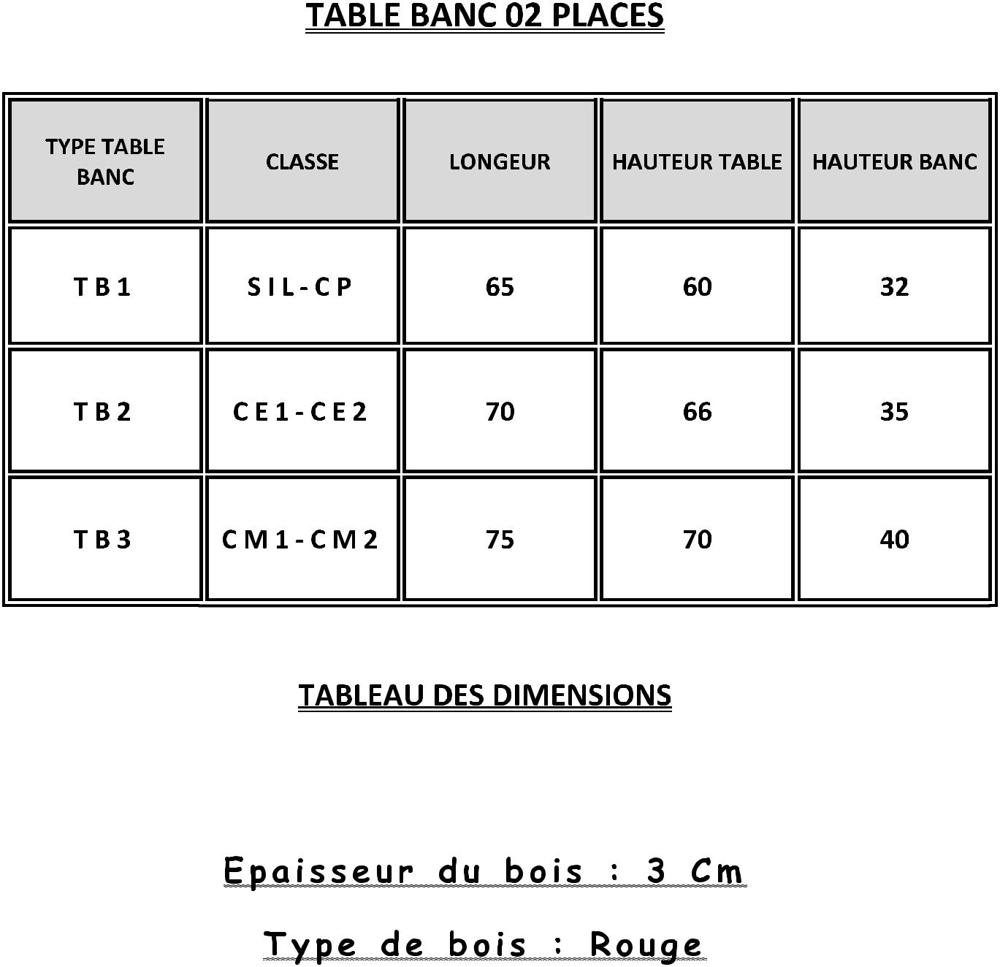 TABLE BANC 02 PLACES
TYPE TABLE
BANC
CLASSE
LONGEUR
HAUTEUR TABLE
HAUTEUR BANC
T B 1
S I L - C P
65
60
32
T B 2
C E 1 - C E 2
70
66
35
T B 3
C M 1 - C M 2
75
70
40
TABLEAU DES DIMENSIONS
Epaisseur du bois : 3 Cm
Type de bois : Rouge